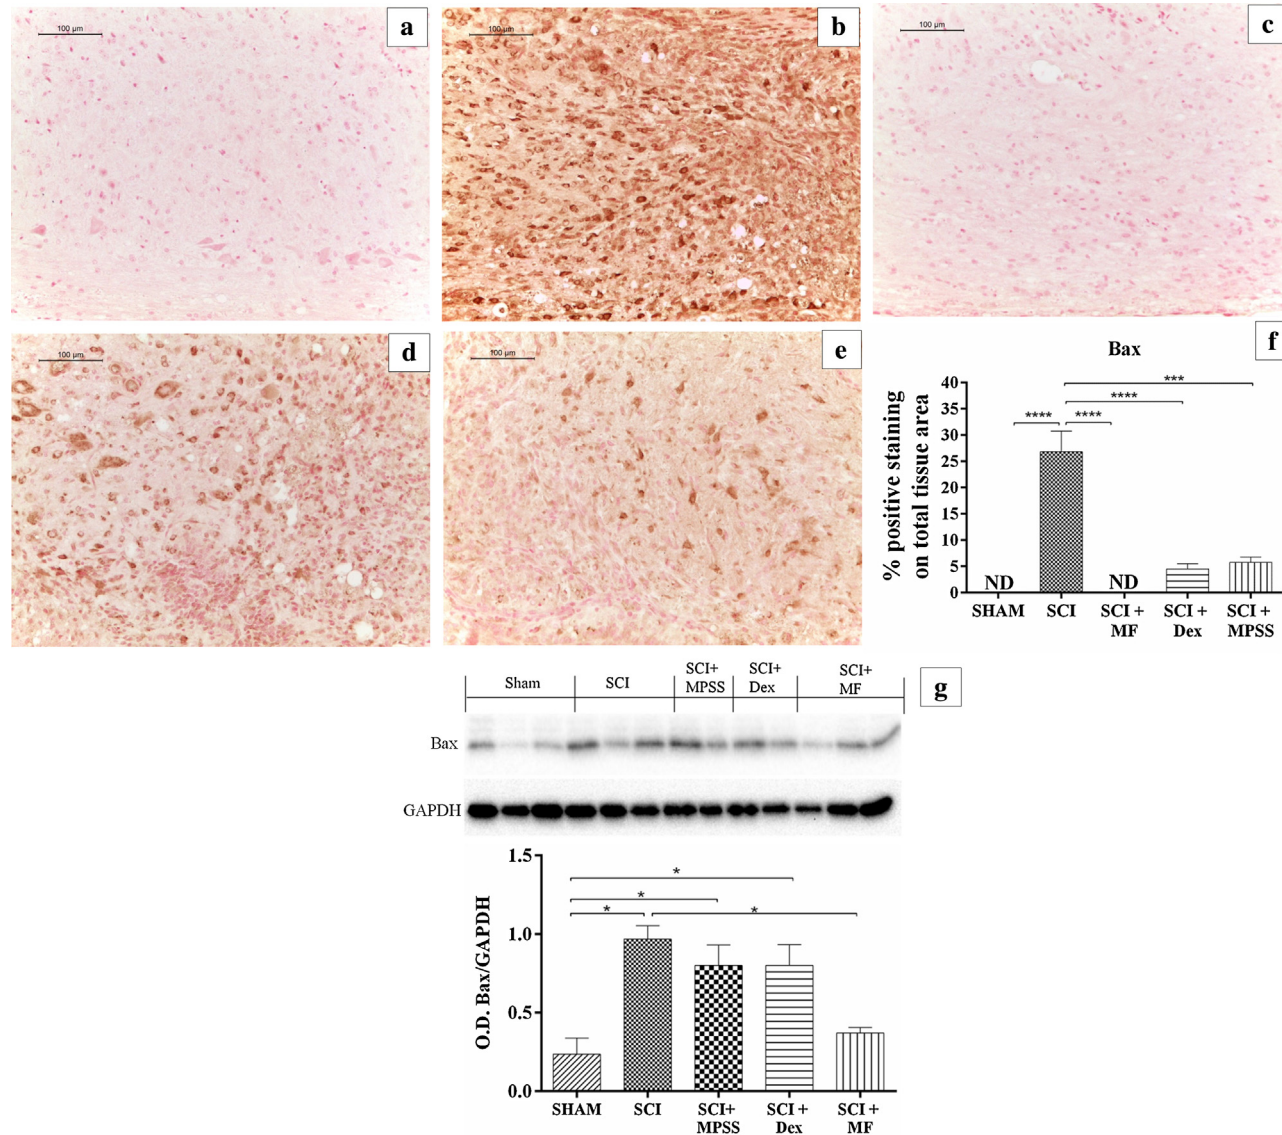 100 µm
a
100 µm
b
100 µm
c
100 µm
d
100 µm
e
f
Bax
% positive staining
on total tissue area
40
35
30
25
20
15
10
5
0
***
****
**** ****
ND ND
SHAM SCI SCI + MF SCI + Dex SCI + MPSS
g
Sham SCI SCI+ MPSS SCI+ Dex SCI+ MF
Bax
GAPDH
O.D. Bax/GAPDH
1.5
1.0
0.5
0.0
*
*
* *
SHAM SCI SCI+ MPSS SCI + Dex SCI + MF